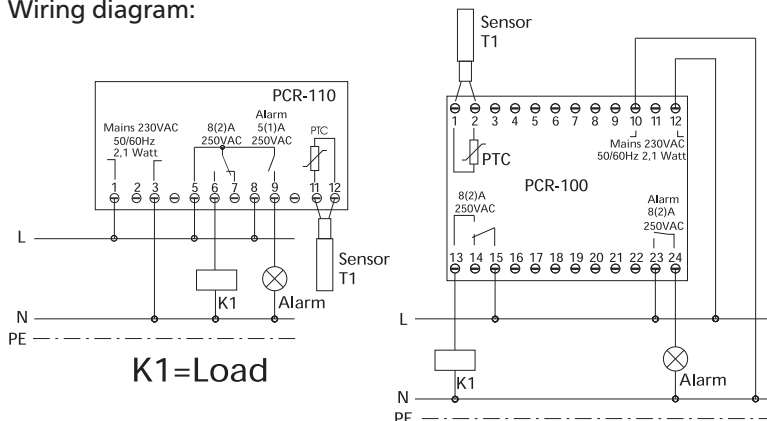 Wiring diagram:
PCR-110
Mains 230VAC
50/60Hz
2,1 Watt
8(2)A
250VAC
Alarm
5(1)A
250VAC
PTC
1 2 3 5 6 7 8 9 11 12
L
K1
Alarm
Sensor
T1
N
PE
K1=Load
Sensor
T1
1 2 3 4 5 6 7 8 9 10 11 12
PTC
Mains 230VAC
50/60Hz 2,1 Watt
PCR-100
8(2)A
250VAC
Alarm
8(2)A
250VAC
13 14 15 16 17 18 19 20 21 22 23 24
L
K1
Alarm
N
PE